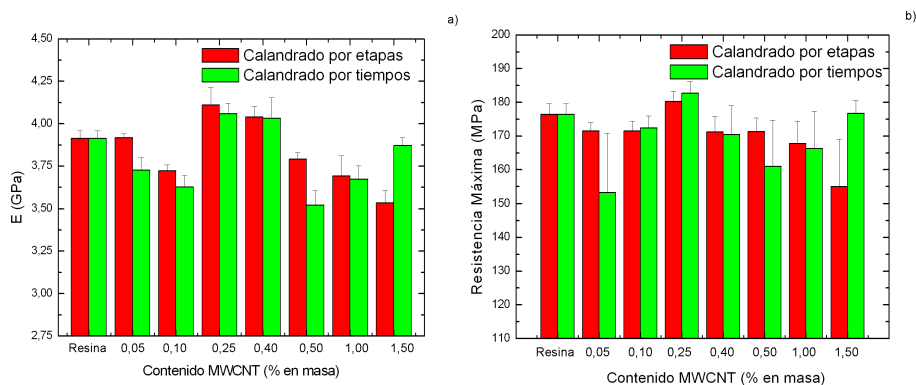 a)
4,50
4,25
4,00
3,75
3,50
3,25
3,00
2,75
E (GPa)
Calandrado por etapas
Calandrado por tiempos
Resina 0,05 0,10 0,25 0,40 0,50 1,00 1,50
Contenido MWCNT (% en masa)
b)
200
190
180
170
160
150
140
130
120
110
Resistencia Máxima (MPa)
Calandrado por etapas
Calandrado por tiempos
Resina 0,05 0,10 0,25 0,40 0,50 1,00 1,50
Contenido MWCNT (% en masa)